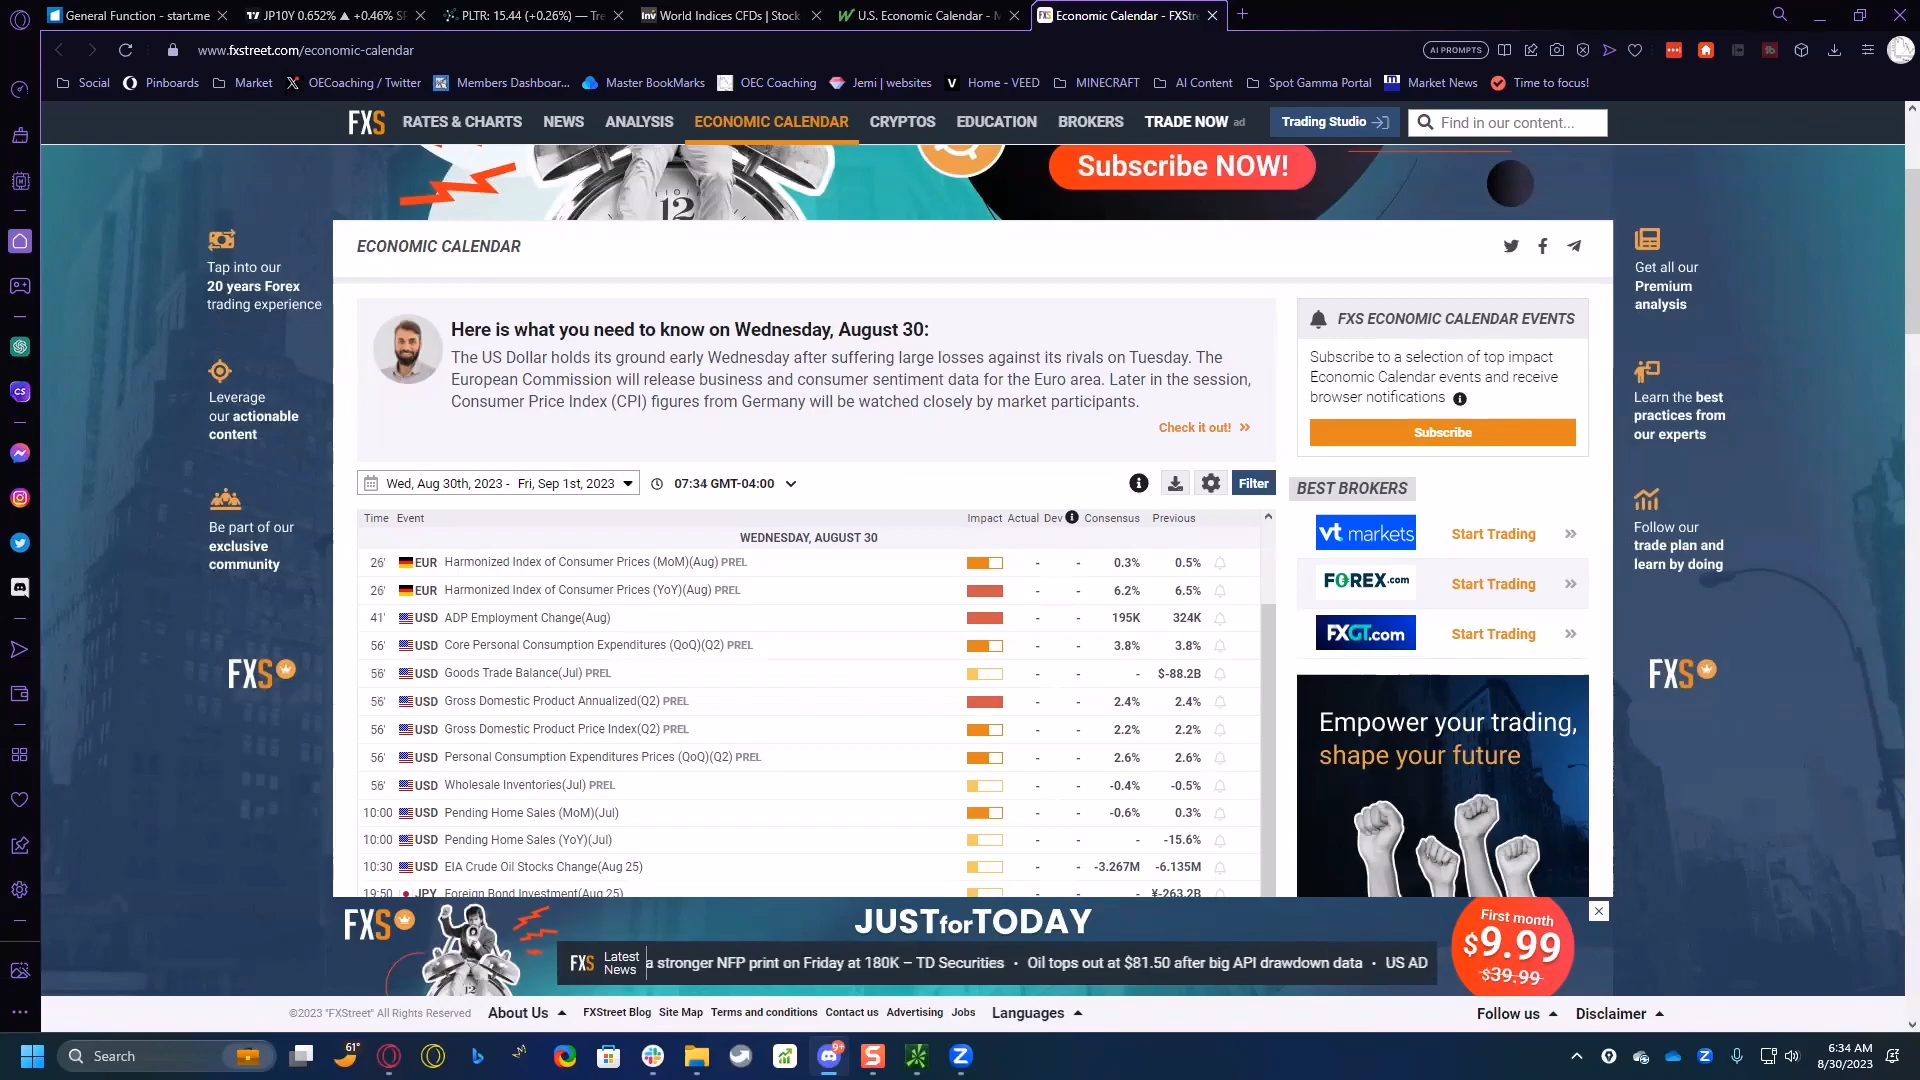 General Function - start.me
JP10Y 0.652% ▲ +0.46%
PLTR: 15.44 (+0.26%) —
World Indices CFDs | Stock
U.S. Economic Calendar -
Economic Calendar - FXStre
www.fxstreet.com/economic-calendar
AI PROMPTS
Social
Pinboards
Market
OECoaching / Twitter
Members Dashboar...
Master BookMarks
OEC Coaching
Jemi | websites
Home - VEED
MINECRAFT
AI Content
Spot Gamma Portal
Market News
Time to focus!
FXS RATES & CHARTS NEWS ANALYSIS ECONOMIC CALENDAR CRYPTOS EDUCATION BROKERS TRADE NOW ad
Trading Studio
Find in our content...
Subscribe NOW!
12
ECONOMIC CALENDAR
Tap into our
20 years Forex
trading experience
Leverage
our actionable
content
Be part of our
exclusive
community
FXS
Here is what you need to know on Wednesday, August 30:
The US Dollar holds its ground early Wednesday after suffering large losses against its rivals on Tuesday. The
European Commission will release business and consumer sentiment data for the Euro area. Later in the session,
Consumer Price Index (CPI) figures from Germany will be watched closely by market participants.
Check it out! »
Wed, Aug 30th, 2023 - Fri, Sep 1st, 2023
07:34 GMT-04:00
Filter
Time Event Impact Actual Dev Consensus Previous
WEDNESDAY, AUGUST 30
26' EUR Harmonized Index of Consumer Prices (MoM)(Aug) PREL - - 0.3% 0.5%
26' EUR Harmonized Index of Consumer Prices (YoY)(Aug) PREL - - 6.2% 6.5%
41' USD ADP Employment Change(Aug) - - 195K 324K
56' USD Core Personal Consumption Expenditures (QoQ)(Q2) PREL - - 3.8% 3.8%
56' USD Goods Trade Balance(Jul) PREL - - - $-88.2B
56' USD Gross Domestic Product Annualized(Q2) PREL - - 2.4% 2.4%
56' USD Gross Domestic Product Price Index(Q2) PREL - - 2.2% 2.2%
56' USD Personal Consumption Expenditures Prices (QoQ)(Q2) PREL - - 2.6% 2.6%
56' USD Wholesale Inventories(Jul) PREL - - -0.4% -0.5%
10:00 USD Pending Home Sales (MoM)(Jul) - - -0.6% 0.3%
10:00 USD Pending Home Sales (YoY)(Jul) - - - -15.6%
10:30 USD EIA Crude Oil Stocks Change(Aug 25) - - -3.267M -6.135M
19:50 JPY Foreign Bond Investment(Aug 25) - - - ¥-263.2B
FXS ECONOMIC CALENDAR EVENTS
Subscribe to a selection of top impact
Economic Calendar events and receive
browser notifications
Subscribe
BEST BROKERS
vt markets Start Trading »
FOREX.com Start Trading »
FXGT.com Start Trading »
Empower your trading,
shape your future
Get all our
Premium
analysis
Learn the best
practices from
our experts
Follow our
trade plan and
learn by doing
FXS
FXS
JUSTforTODAY
12
FXS Latest
News
a stronger NFP print on Friday at 180K – TD Securities • Oil tops out at $81.50 after big API drawdown data • US AD
First month
$9.99
$39.99
©2023 "FXStreet" All Rights Reserved About Us FXStreet Blog Site Map Terms and conditions Contact us Advertising Jobs Languages Follow us Disclaimer
Search
61°
9+
6:34 AM
8/30/2023